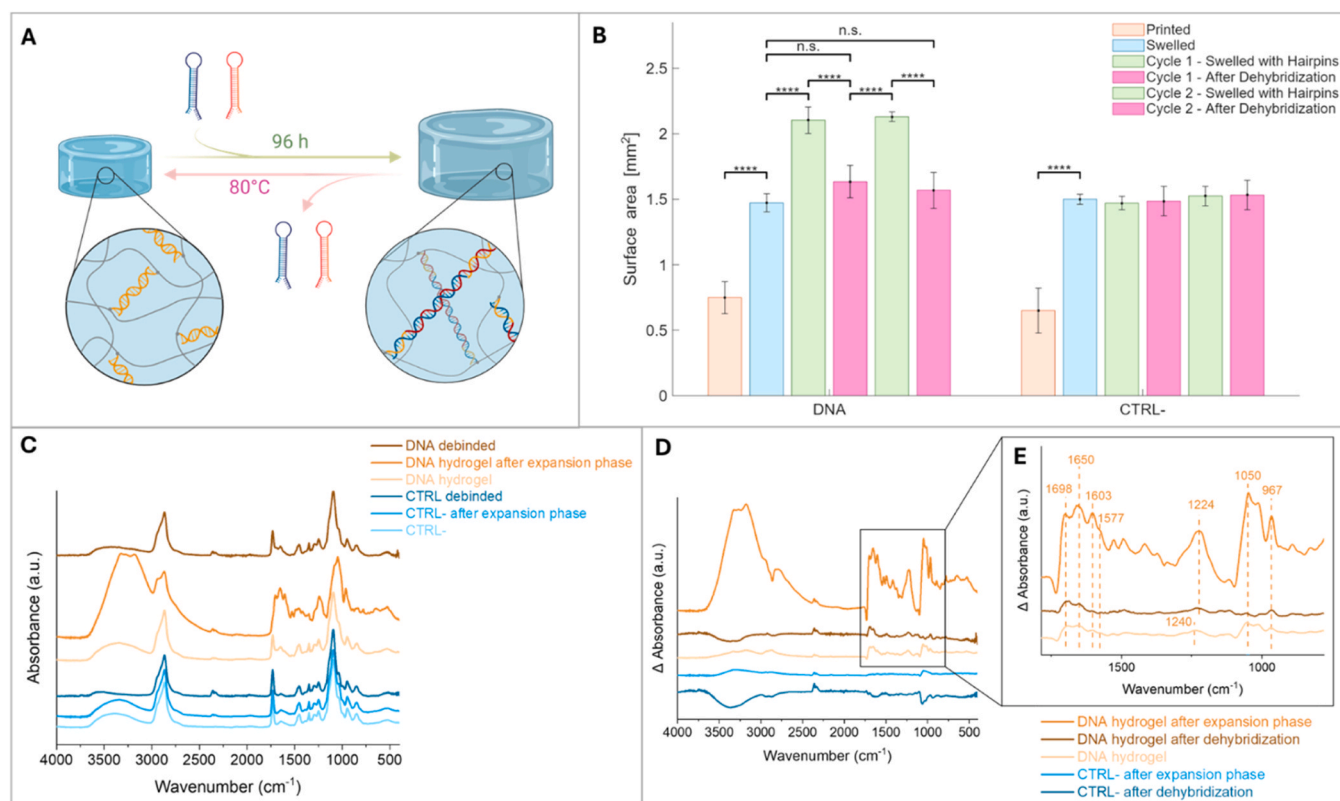 A
96 h
80°C
B
Printed
Swelled
Cycle 1 - Swelled with Hairpins
Cycle 1 - After Dehybridization
Cycle 2 - Swelled with Hairpins
Cycle 2 - After Dehybridization
n.s.
n.s.
**** **** **** ****
****
****
Surface area [mm²]
2.5
2
1.5
1
0.5
0
DNA
CTRL-
C
DNA debinded
DNA hydrogel after expansion phase
DNA hydrogel
CTRL debinded
CTRL- after expansion phase
CTRL-
Absorbance (a.u.)
4000 3500 3000 2500 2000 1500 1000 500
Wavenumber (cm⁻¹)
D
Δ Absorbance (a.u.)
4000 3500 3000 2500 2000 1500 1000 500
Wavenumber (cm⁻¹)
E
1698
1650
1603
1577
1224
1050
967
1240
Δ Absorbance (a.u.)
1500 1000
Wavenumber (cm⁻¹)
DNA hydrogel after expansion phase
DNA hydrogel after dehybridization
DNA hydrogel
CTRL- after expansion phase
CTRL- after dehybridization